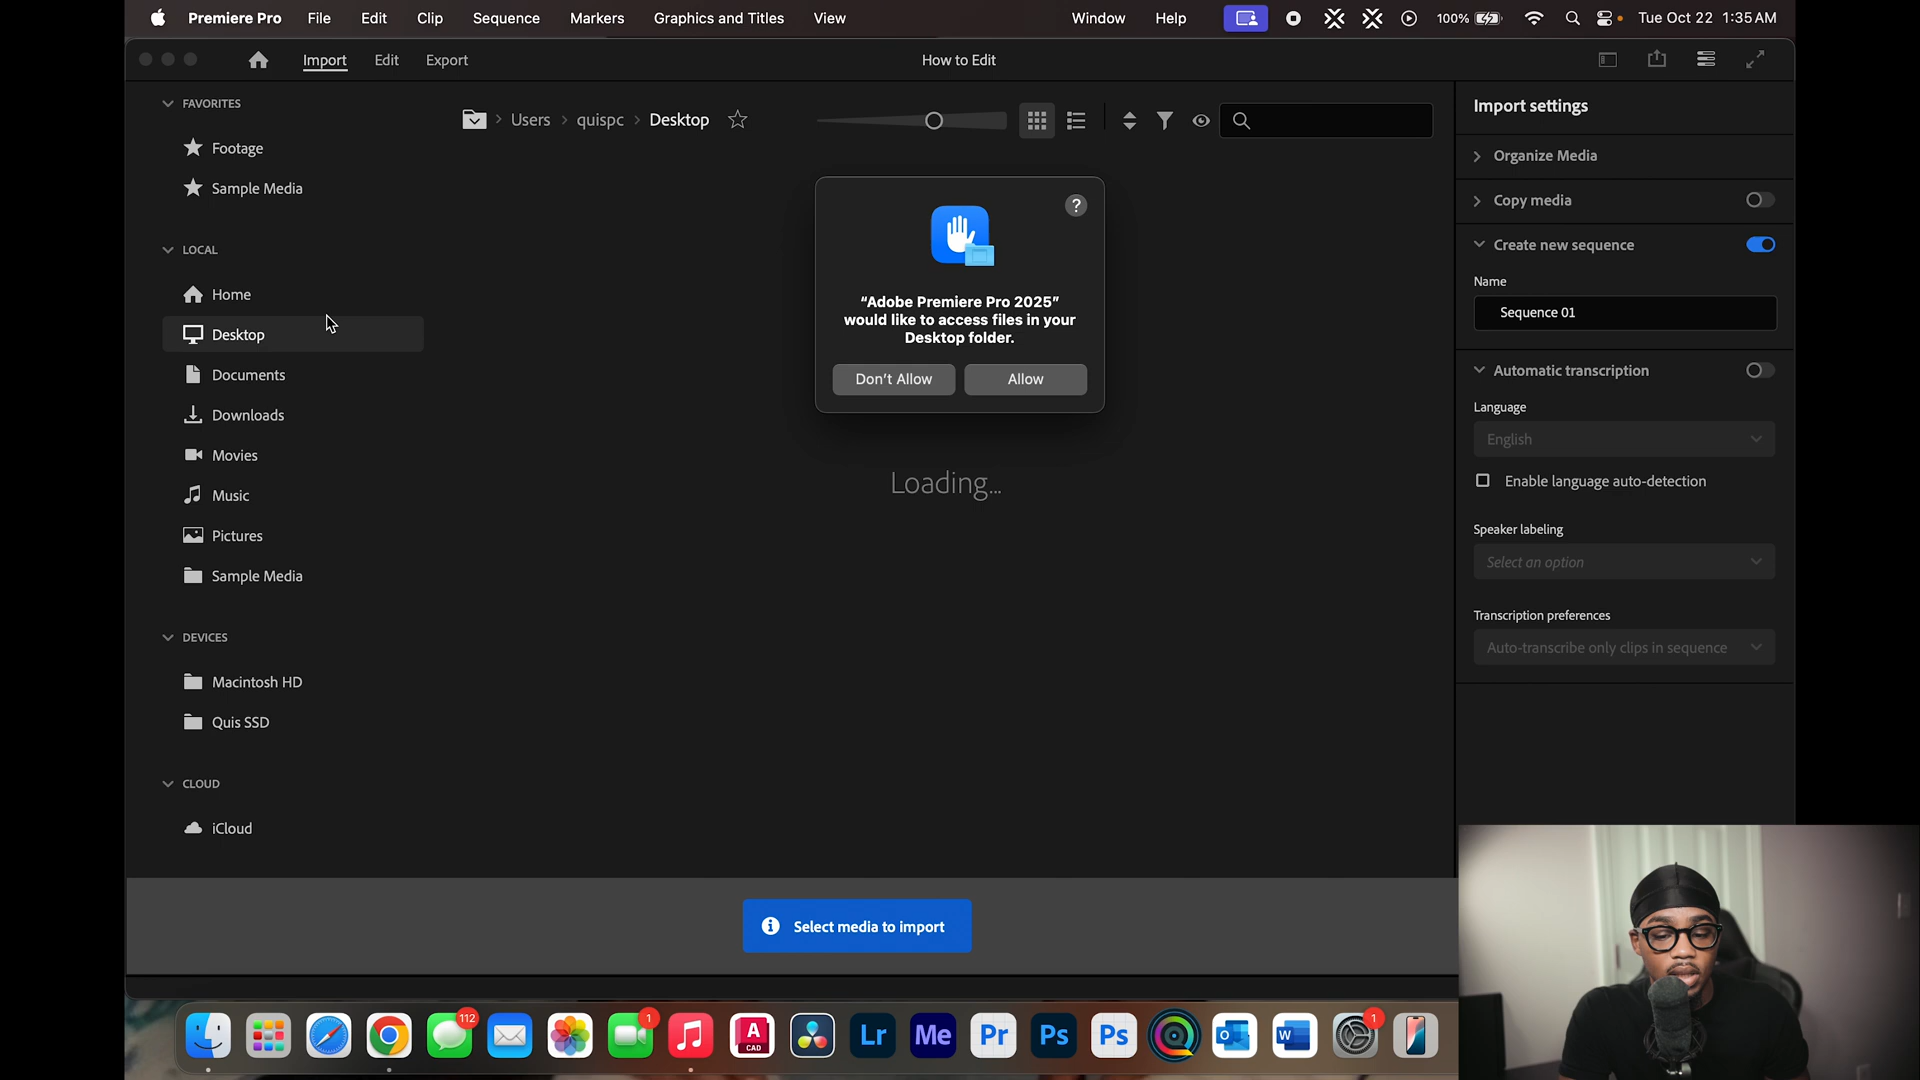 Premiere Pro File Edit Clip Sequence Markers Graphics and Titles View Window Help 100% Tue Oct 22 1:35 AM
Import Edit Export How to Edit
FAVORITES
Footage
Sample Media
LOCAL
Home
Desktop
Documents
Downloads
Movies
Music
Pictures
Sample Media
DEVICES
Macintosh HD
Quis SSD
CLOUD
iCloud
Users > quispc > Desktop
?
“Adobe Premiere Pro 2025”
would like to access files in your
Desktop folder.
Don’t Allow Allow
Loading...
Select media to import
Import settings
Organize Media
Copy media
Create new sequence
Name
Sequence 01
Automatic transcription
Language
English
Enable language auto-detection
Speaker labeling
Select an option
Transcription preferences
Auto-transcribe only clips in sequence
112 1 A CAD Lr Me Pr Ps Ps O W 1